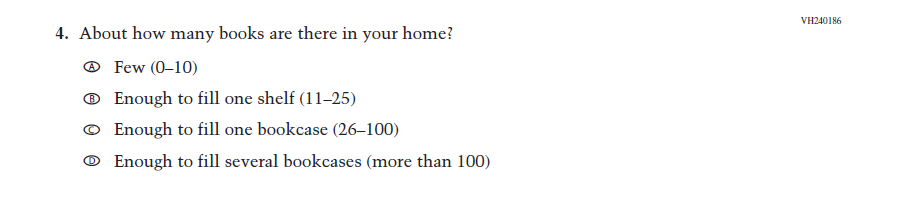 VH240186
4. About how many books are there in your home?
A Few (0–10)
B Enough to fill one shelf (11–25)
C Enough to fill one bookcase (26–100)
D Enough to fill several bookcases (more than 100)